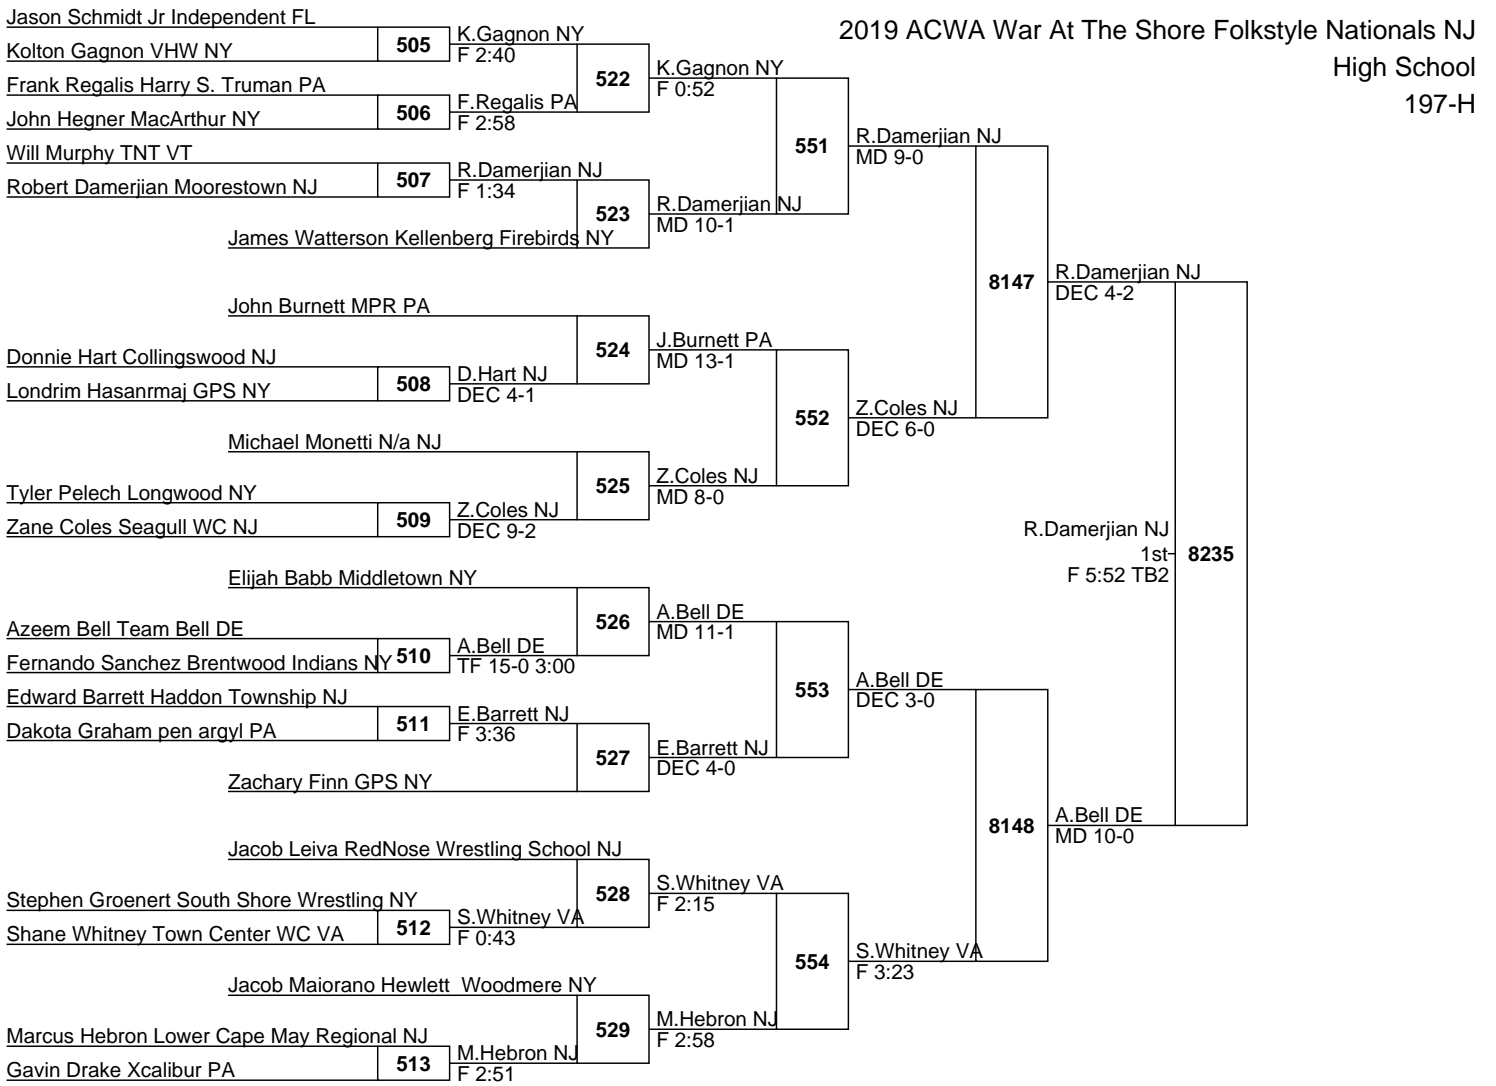 2019 ACWA War At The Shore Folkstyle Nationals NJ
High School
197-H
Jason Schmidt Jr Independent FL
505
Kolton Gagnon VHW NY
K.Gagnon NY
F 2:40
522
Frank Regalis Harry S. Truman PA
506
John Hegner MacArthur NY
F.Regalis PA
F 2:58
K.Gagnon NY
F 0:52
551
Will Murphy TNT VT
507
Robert Damerjian Moorestown NJ
R.Damerjian NJ
F 1:34
523
James Watterson Kellenberg Firebirds NY
R.Damerjian NJ
MD 10-1
R.Damerjian NJ
MD 9-0
8147
John Burnett MPR PA
524
Donnie Hart Collingswood NJ
508
Londrim Hasanrmaj GPS NY
D.Hart NJ
DEC 4-1
J.Burnett PA
MD 13-1
552
Michael Monetti N/a NJ
525
Tyler Pelech Longwood NY
509
Zane Coles Seagull WC NJ
Z.Coles NJ
DEC 9-2
Z.Coles NJ
MD 8-0
Z.Coles NJ
DEC 6-0
R.Damerjian NJ
DEC 4-2
R.Damerjian NJ
1st
F 5:52 TB2
8235
Elijah Babb Middletown NY
526
Azeem Bell Team Bell DE
510
Fernando Sanchez Brentwood Indians NY
A.Bell DE
TF 15-0 3:00
A.Bell DE
MD 11-1
553
Edward Barrett Haddon Township NJ
511
Dakota Graham pen argyl PA
E.Barrett NJ
F 3:36
527
Zachary Finn GPS NY
E.Barrett NJ
DEC 4-0
A.Bell DE
DEC 3-0
8148
A.Bell DE
MD 10-0
Jacob Leiva RedNose Wrestling School NJ
528
Stephen Groenert South Shore Wrestling NY
512
Shane Whitney Town Center WC VA
S.Whitney VA
F 0:43
S.Whitney VA
F 2:15
554
S.Whitney VA
F 3:23
Jacob Maiorano Hewlett  Woodmere NY
529
Marcus Hebron Lower Cape May Regional NJ
513
Gavin Drake Xcalibur PA
M.Hebron NJ
F 2:51
M.Hebron NJ
F 2:58